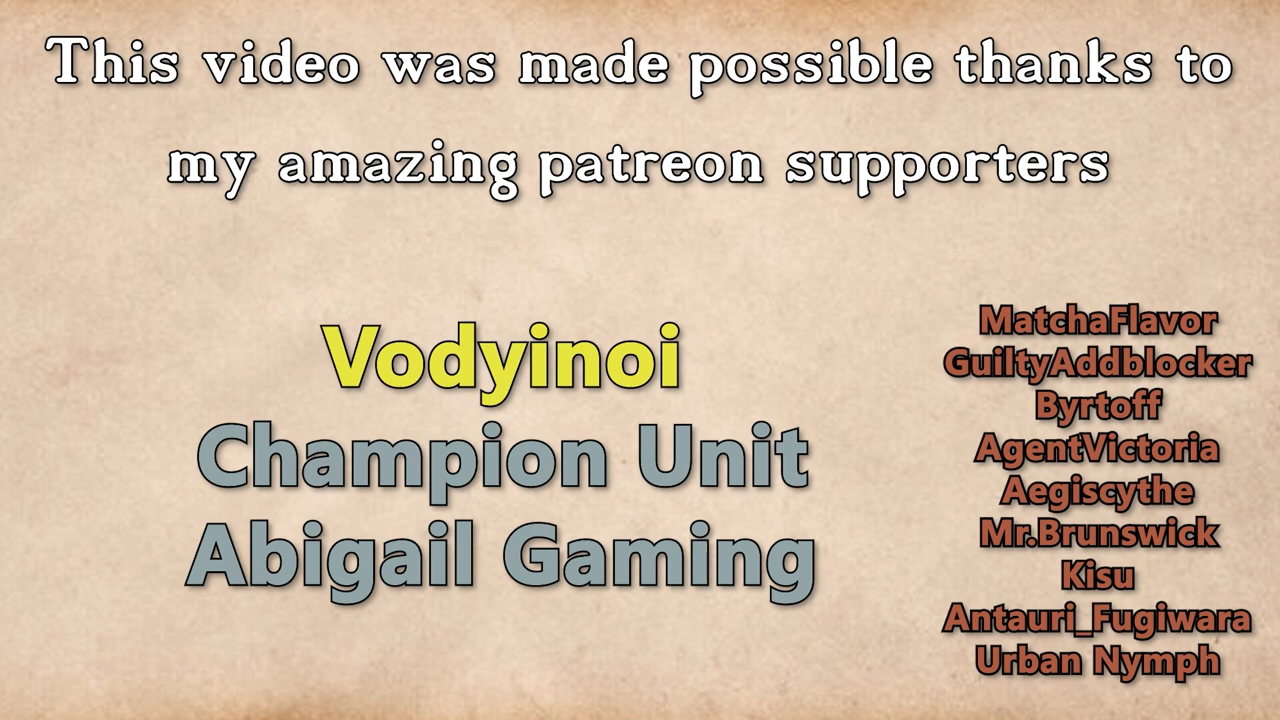 This video was made possible thanks to
my amazing patreon supporters
Vodyinoi
Champion Unit
Abigail Gaming
MatchaFlavor
GuiltyAddblocker
Byrtoff
AgentVictoria
Aegiscythe
Mr.Brunswick
Kisu
Antauri_Fugiwara
Urban Nymph